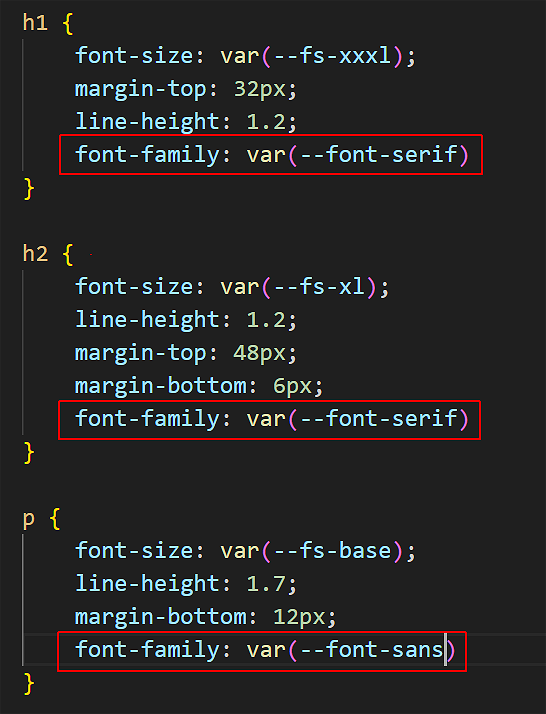 h1 {
font-size: var(--fs-xxxl);
margin-top: 32px;
line-height: 1.2;
font-family: var(--font-serif)
}
h2 {
font-size: var(--fs-xl);
line-height: 1.2;
margin-top: 48px;
margin-bottom: 6px;
font-family: var(--font-serif)
}
p {
font-size: var(--fs-base);
line-height: 1.7;
margin-bottom: 12px;
font-family: var(--font-sans)
}